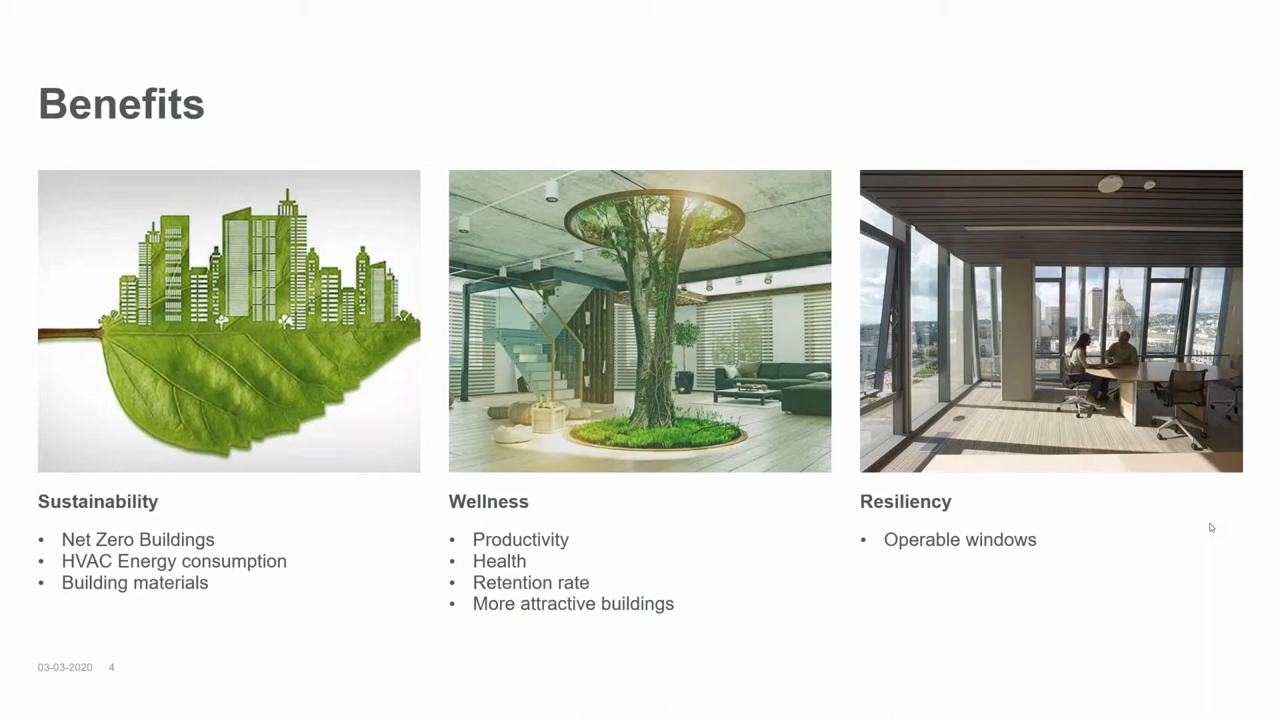 Benefits
Sustainability
• Net Zero Buildings
• HVAC Energy consumption
• Building materials
Wellness
• Productivity
• Health
• Retention rate
• More attractive buildings
Resiliency
• Operable windows
03-03-2020 4